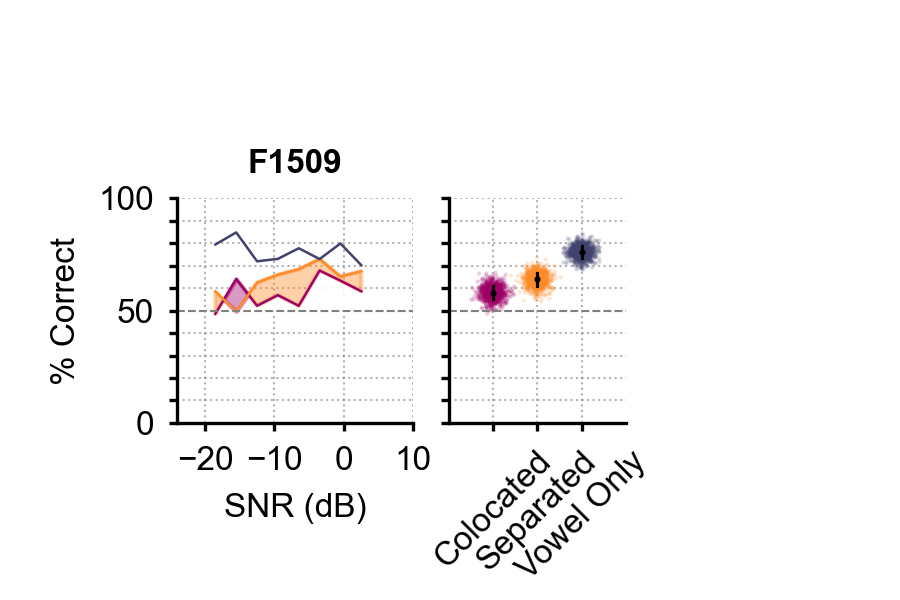 F1509
100
50
0
% Correct
−20 −10 0 10
SNR (dB)
Colocated
Separated
Vowel Only